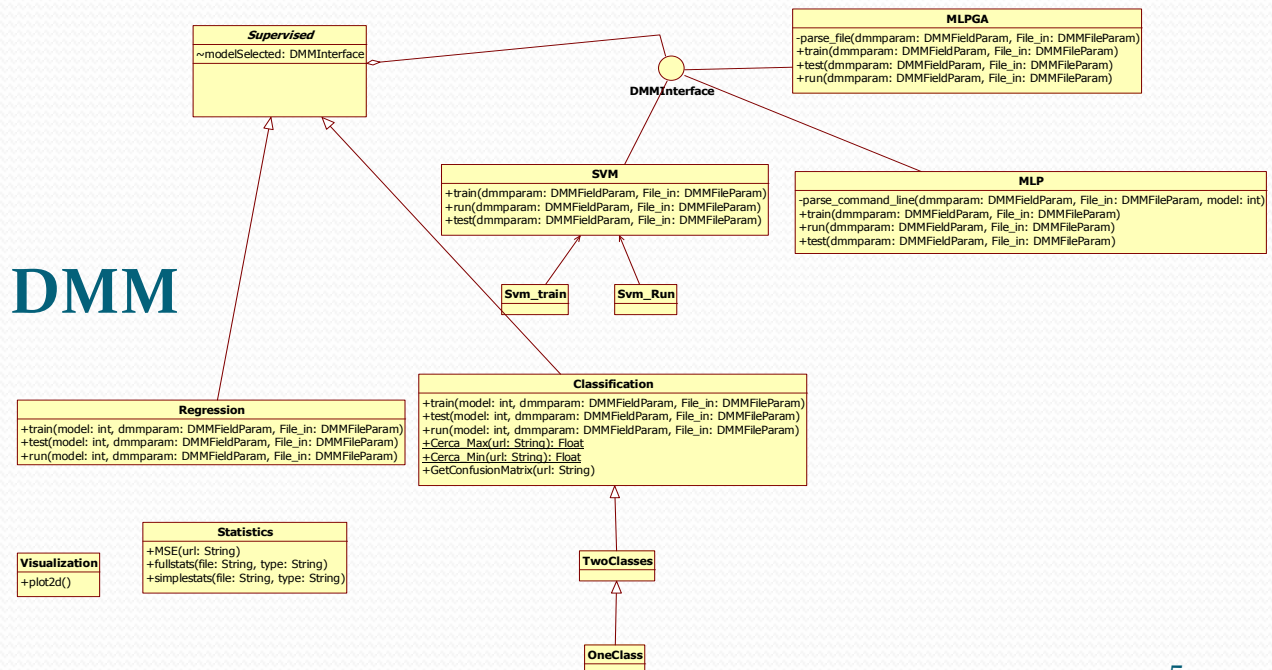 Supervised
~modelSelected: DMMInterface
MLPGA
-parse_file(dmmparam: DMMFieldParam, File_in: DMMFileParam)
+train(dmmparam: DMMFieldParam, File_in: DMMFileParam)
+test(dmmparam: DMMFieldParam, File_in: DMMFileParam)
+run(dmmparam: DMMFieldParam, File_in: DMMFileParam)
DMMInterface
SVM
+train(dmmparam: DMMFieldParam, File_in: DMMFileParam)
+run(dmmparam: DMMFieldParam, File_in: DMMFileParam)
+test(dmmparam: DMMFieldParam, File_in: DMMFileParam)
MLP
-parse_command_line(dmmparam: DMMFieldParam, File_in: DMMFileParam, model: int)
+train(dmmparam: DMMFieldParam, File_in: DMMFileParam)
+run(dmmparam: DMMFieldParam, File_in: DMMFileParam)
+test(dmmparam: DMMFieldParam, File_in: DMMFileParam)
DMM
Svm_train
Svm_Run
Regression
+train(model: int, dmmparam: DMMFieldParam, File_in: DMMFileParam)
+test(model: int, dmmparam: DMMFieldParam, File_in: DMMFileParam)
+run(model: int, dmmparam: DMMFieldParam, File_in: DMMFileParam)
Classification
+train(model: int, dmmparam: DMMFieldParam, File_in: DMMFileParam)
+test(model: int, dmmparam: DMMFieldParam, File_in: DMMFileParam)
+run(model: int, dmmparam: DMMFieldParam, File_in: DMMFileParam)
+Cerca_Max(url: String): Float
+Cerca_Min(url: String): Float
+GetConfusionMatrix(url: String)
Visualization
+plot2d()
Statistics
+MSE(url: String)
+fullstats(file: String, type: String)
+simplestats(file: String, type: String)
TwoClasses
OneClass